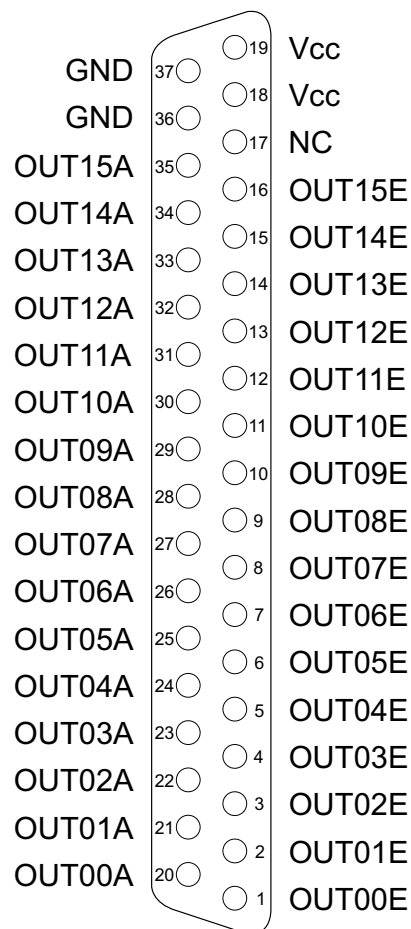 19 Vcc
GND 37
18 Vcc
GND 36
17 NC
OUT15A 35
16 OUT15E
OUT14A 34
15 OUT14E
OUT13A 33
14 OUT13E
OUT12A 32
13 OUT12E
OUT11A 31
12 OUT11E
OUT10A 30
11 OUT10E
OUT09A 29
10 OUT09E
OUT08A 28
9 OUT08E
OUT07A 27
8 OUT07E
OUT06A 26
7 OUT06E
OUT05A 25
6 OUT05E
OUT04A 24
5 OUT04E
OUT03A 23
4 OUT03E
OUT02A 22
3 OUT02E
OUT01A 21
2 OUT01E
OUT00A 20
1 OUT00E